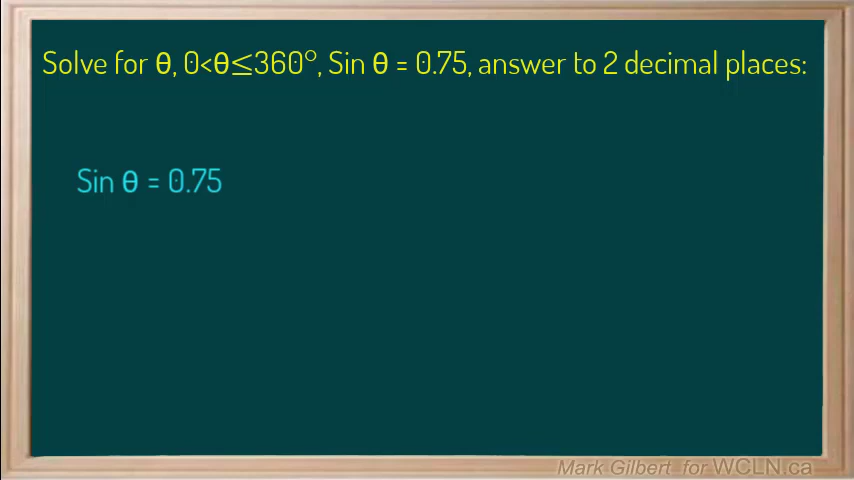 Solve for θ, 0<θ≤360°, Sin θ = 0.75, answer to 2 decimal places:
Sin θ = 0.75
Mark Gilbert for WCLN.ca